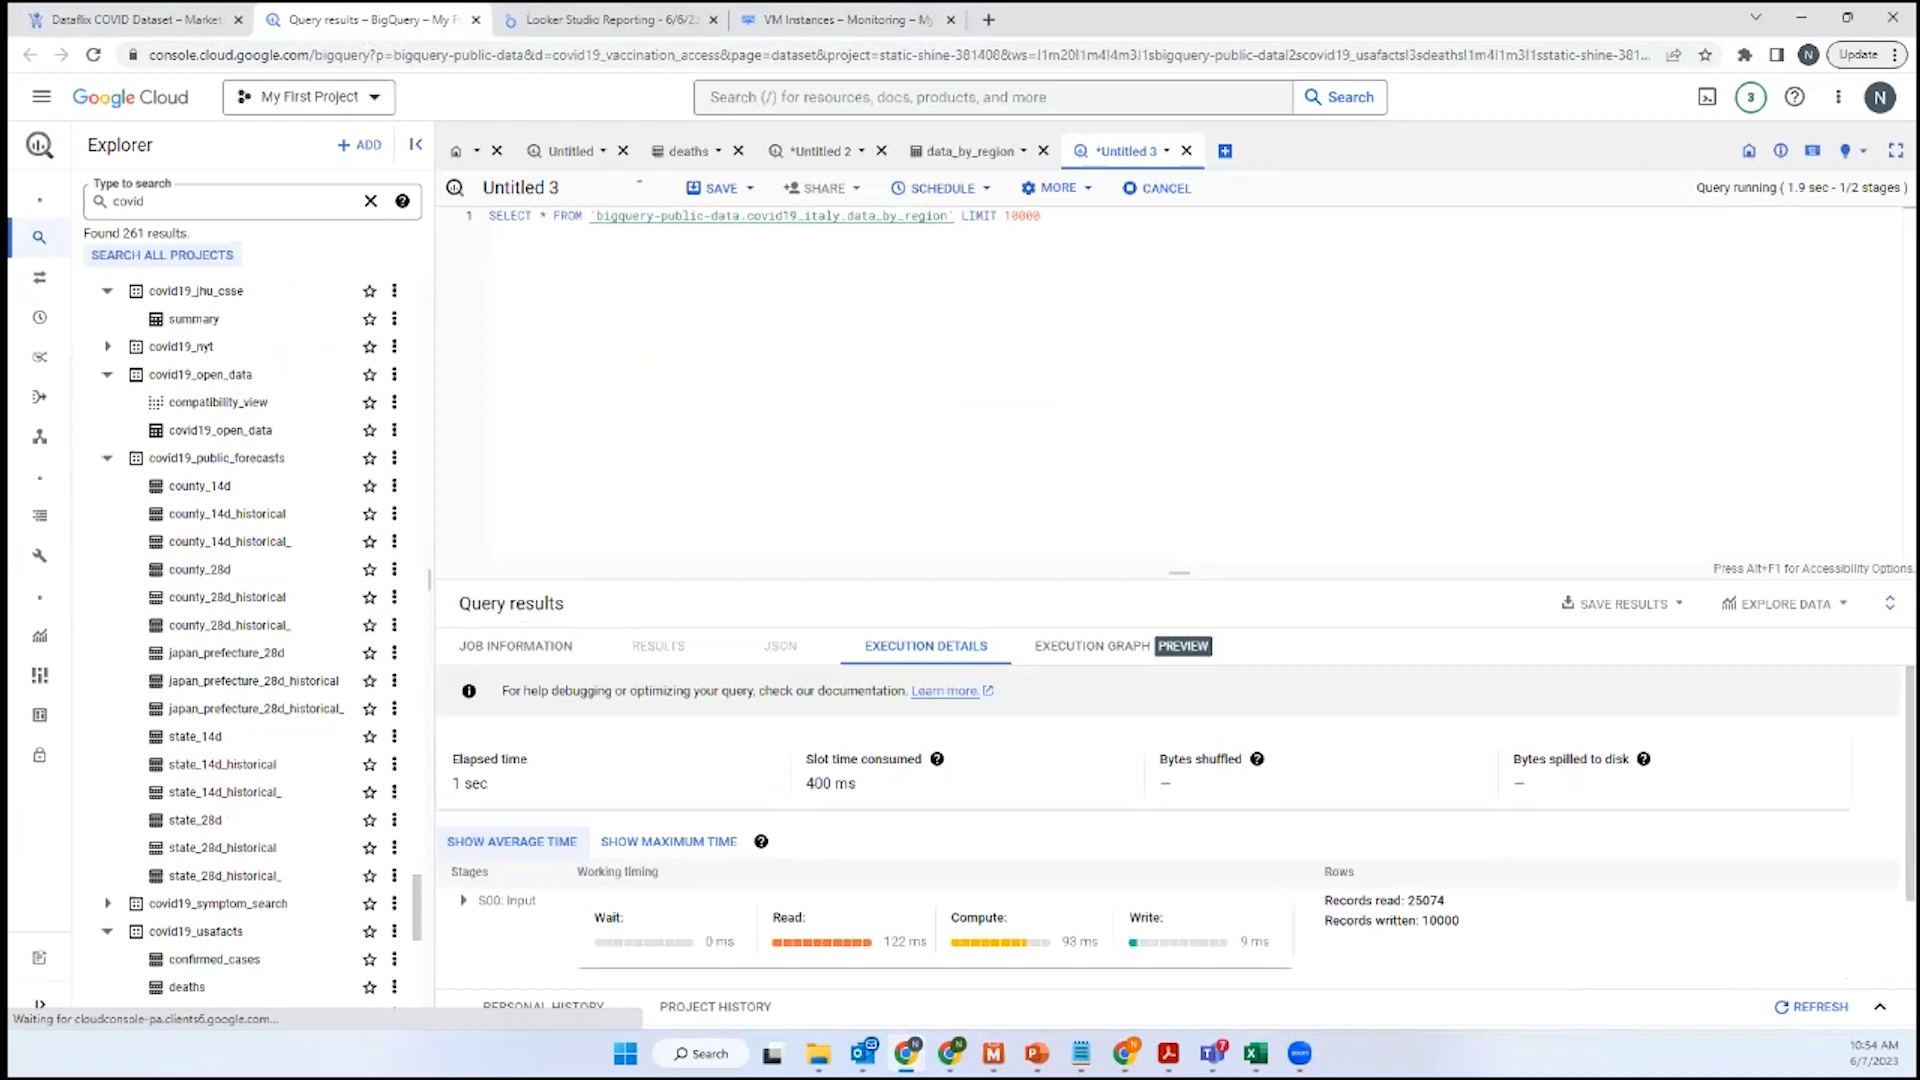 Dataflix COVID Dataset – Market
Query results – BigQuery – My F
Looker Studio Reporting - 6/6/2
VM Instances – Monitoring – My
console.cloud.google.com/bigquery?p=bigquery-public-data&d=covid19_vaccination_access&page=dataset&project=static-shine-381408&ws=!1m20!1m4!4m3!1sbigquery-public-data!2scovid19_usafacts!3sdeaths!1m4!1m3!1sstatic-shine-381...
N
Update
Google Cloud
My First Project
Search (/) for resources, docs, products, and more
Search
3
N
Explorer
+ ADD
Untitled
deaths
*Untitled 2
data_by_region
*Untitled 3
Type to search
covid
Untitled 3
SAVE
SHARE
SCHEDULE
MORE
CANCEL
Query running ( 1.9 sec - 1/2 stages )
1 SELECT * FROM `bigquery-public-data.covid19_italy.data_by_region` LIMIT 10000
Found 261 results.
SEARCH ALL PROJECTS
covid19_jhu_csse
summary
covid19_nyt
covid19_open_data
compatibility_view
covid19_open_data
covid19_public_forecasts
county_14d
county_14d_historical
county_14d_historical_
county_28d
county_28d_historical
county_28d_historical_
japan_prefecture_28d
japan_prefecture_28d_historical
japan_prefecture_28d_historical_
state_14d
state_14d_historical
state_14d_historical_
state_28d
state_28d_historical
state_28d_historical_
covid19_symptom_search
covid19_usafacts
confirmed_cases
deaths
Press Alt+F1 for Accessibility Options.
Query results
SAVE RESULTS
EXPLORE DATA
JOB INFORMATION
RESULTS
JSON
EXECUTION DETAILS
EXECUTION GRAPH PREVIEW
For help debugging or optimizing your query, check our documentation. Learn more.
Elapsed time
1 sec
Slot time consumed
400 ms
Bytes shuffled
–
Bytes spilled to disk
–
SHOW AVERAGE TIME
SHOW MAXIMUM TIME
Stages
Working timing
Rows
S00: Input
Wait:
0 ms
Read:
122 ms
Compute:
93 ms
Write:
9 ms
Records read: 25074
Records written: 10000
PERSONAL HISTORY
PROJECT HISTORY
REFRESH
Waiting for cloudconsole-pa.clients6.google.com...
Search
7
zoom
10:54 AM
6/7/2023